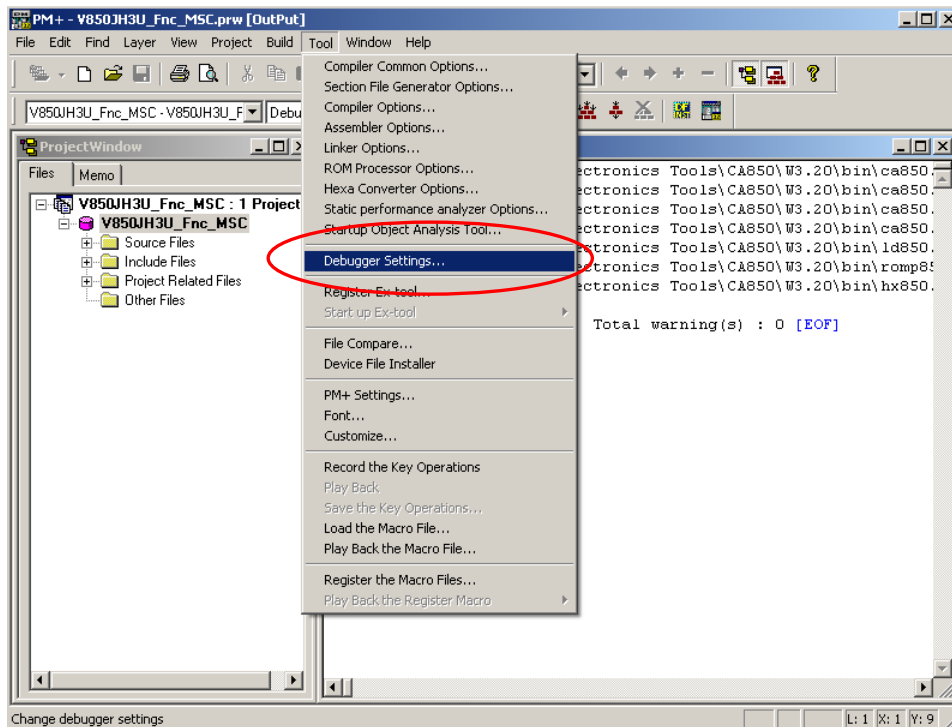 PM+ - V850JH3U_Fnc_MSC.prw [OutPut]
File Edit Find Layer View Project Build Tool Window Help
V850JH3U_Fnc_MSC - V850JH3U_F Debu
ProjectWindow
Files Memo
V850JH3U_Fnc_MSC : 1 Project
V850JH3U_Fnc_MSC
Source Files
Include Files
Project Related Files
Other Files
Compiler Common Options...
Section File Generator Options...
Compiler Options...
Assembler Options...
Linker Options...
ROM Processor Options...
Hexa Converter Options...
Static performance analyzer Options...
Startup Object Analysis Tool...
Debugger Settings...
Register Ex-tool...
Start up Ex-tool
File Compare...
Device File Installer
PM+ Settings...
Font...
Customize...
Record the Key Operations
Play Back
Save the Key Operations...
Load the Macro File...
Play Back the Macro File...
Register the Macro Files...
Play Back the Register Macro
ectronics Tools\CA850\W3.20\bin\ca850.
ectronics Tools\CA850\W3.20\bin\ca850.
ectronics Tools\CA850\W3.20\bin\ca850.
ectronics Tools\CA850\W3.20\bin\ca850.
ectronics Tools\CA850\W3.20\bin\ld850.
ectronics Tools\CA850\W3.20\bin\romp85
ectronics Tools\CA850\W3.20\bin\hx850.
Total warning(s) : 0 [EOF]
Change debugger settings
L: 1 X: 1 Y: 9